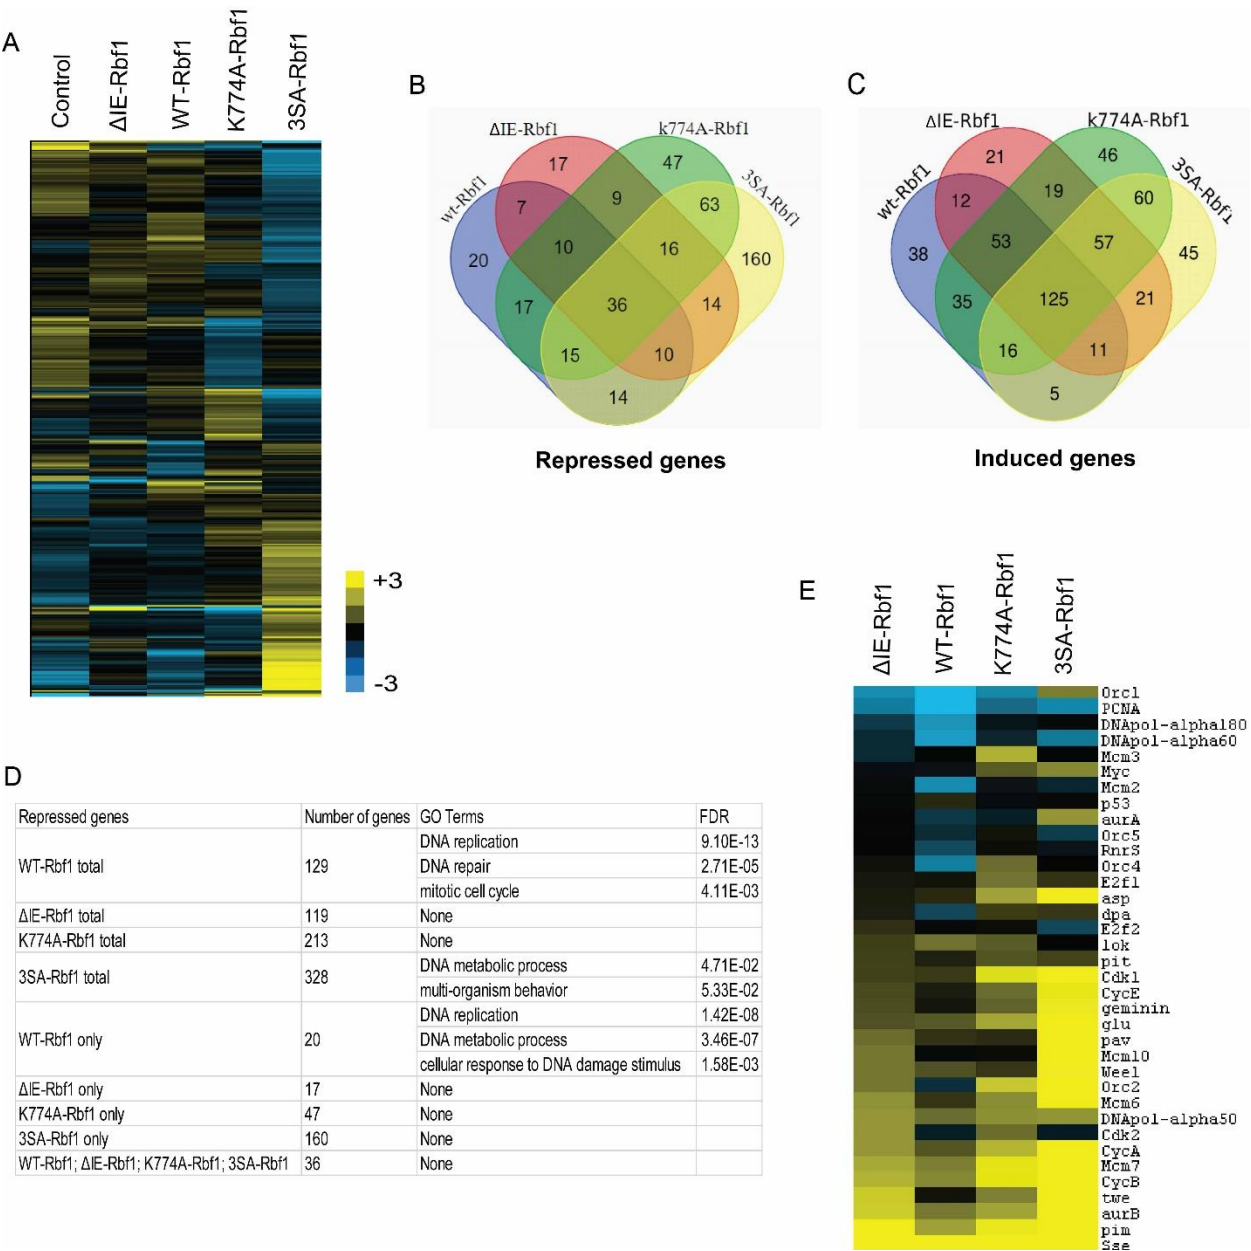 A
Control
ΔIE-Rbf1
WT-Rbf1
K774A-Rbf1
3SA-Rbf1
+3
-3
B
wt-Rbf1
ΔIE-Rbf1
k774A-Rbf1
3SA-Rbf1
17
47
7
9
63
20
10
16
160
17
36
14
15
10
14
Repressed genes
C
wt-Rbf1
ΔIE-Rbf1
k774A-Rbf1
3SA-Rbf1
21
46
12
19
60
38
53
57
45
35
125
21
16
11
5
Induced genes
D
Repressed genes Number of genes GO Terms FDR
WT-Rbf1 total 129 DNA replication 9.10E-13
DNA repair 2.71E-05
mitotic cell cycle 4.11E-03
ΔIE-Rbf1 total 119 None
K774A-Rbf1 total 213 None
3SA-Rbf1 total 328 DNA metabolic process 4.71E-02
multi-organism behavior 5.33E-02
WT-Rbf1 only 20 DNA replication 1.42E-08
DNA metabolic process 3.46E-07
cellular response to DNA damage stimulus 1.58E-03
ΔIE-Rbf1 only 17 None
K774A-Rbf1 only 47 None
3SA-Rbf1 only 160 None
WT-Rbf1; ΔIE-Rbf1; K774A-Rbf1; 3SA-Rbf1 36 None
E
ΔIE-Rbf1
WT-Rbf1
K774A-Rbf1
3SA-Rbf1
Orc1
PCNA
DNApol-alpha180
DNApol-alpha60
Mcm3
Myc
Mcm2
p53
aurA
Orc5
RnrS
Orc4
E2f1
asp
dpa
E2f2
lok
pit
Cdk1
CycE
geminin
glu
pav
Mcm10
Wee1
Orc2
Mcm6
DNApol-alpha50
Cdk2
CycA
Mcm7
CycB
twe
aurB
pim
Sse